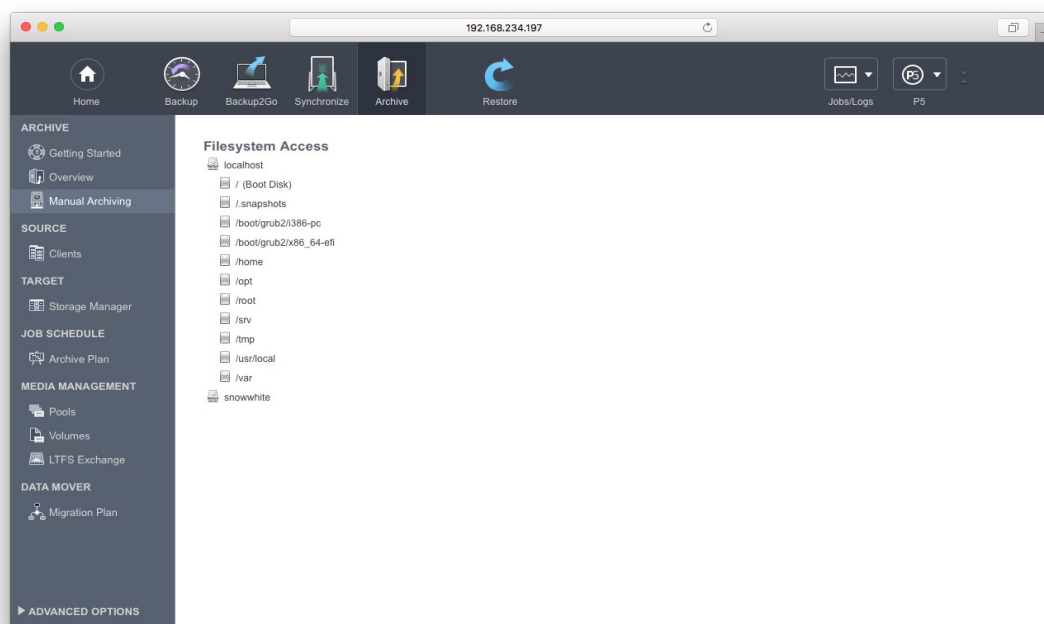 192.168.234.197
Home
Backup
Backup2Go
Synchronize
Archive
Restore
Jobs/Logs
P5
P5
ARCHIVE
Getting Started
Overview
Manual Archiving
SOURCE
Clients
TARGET
Storage Manager
JOB SCHEDULE
Archive Plan
MEDIA MANAGEMENT
Pools
Volumes
LTFS Exchange
DATA MOVER
Migration Plan
ADVANCED OPTIONS
Filesystem Access
localhost
/ (Boot Disk)
/.snapshots
/boot/grub2/i386-pc
/boot/grub2/x86_64-efi
/home
/opt
/root
/srv
/tmp
/usr/local
/var
snowwhite